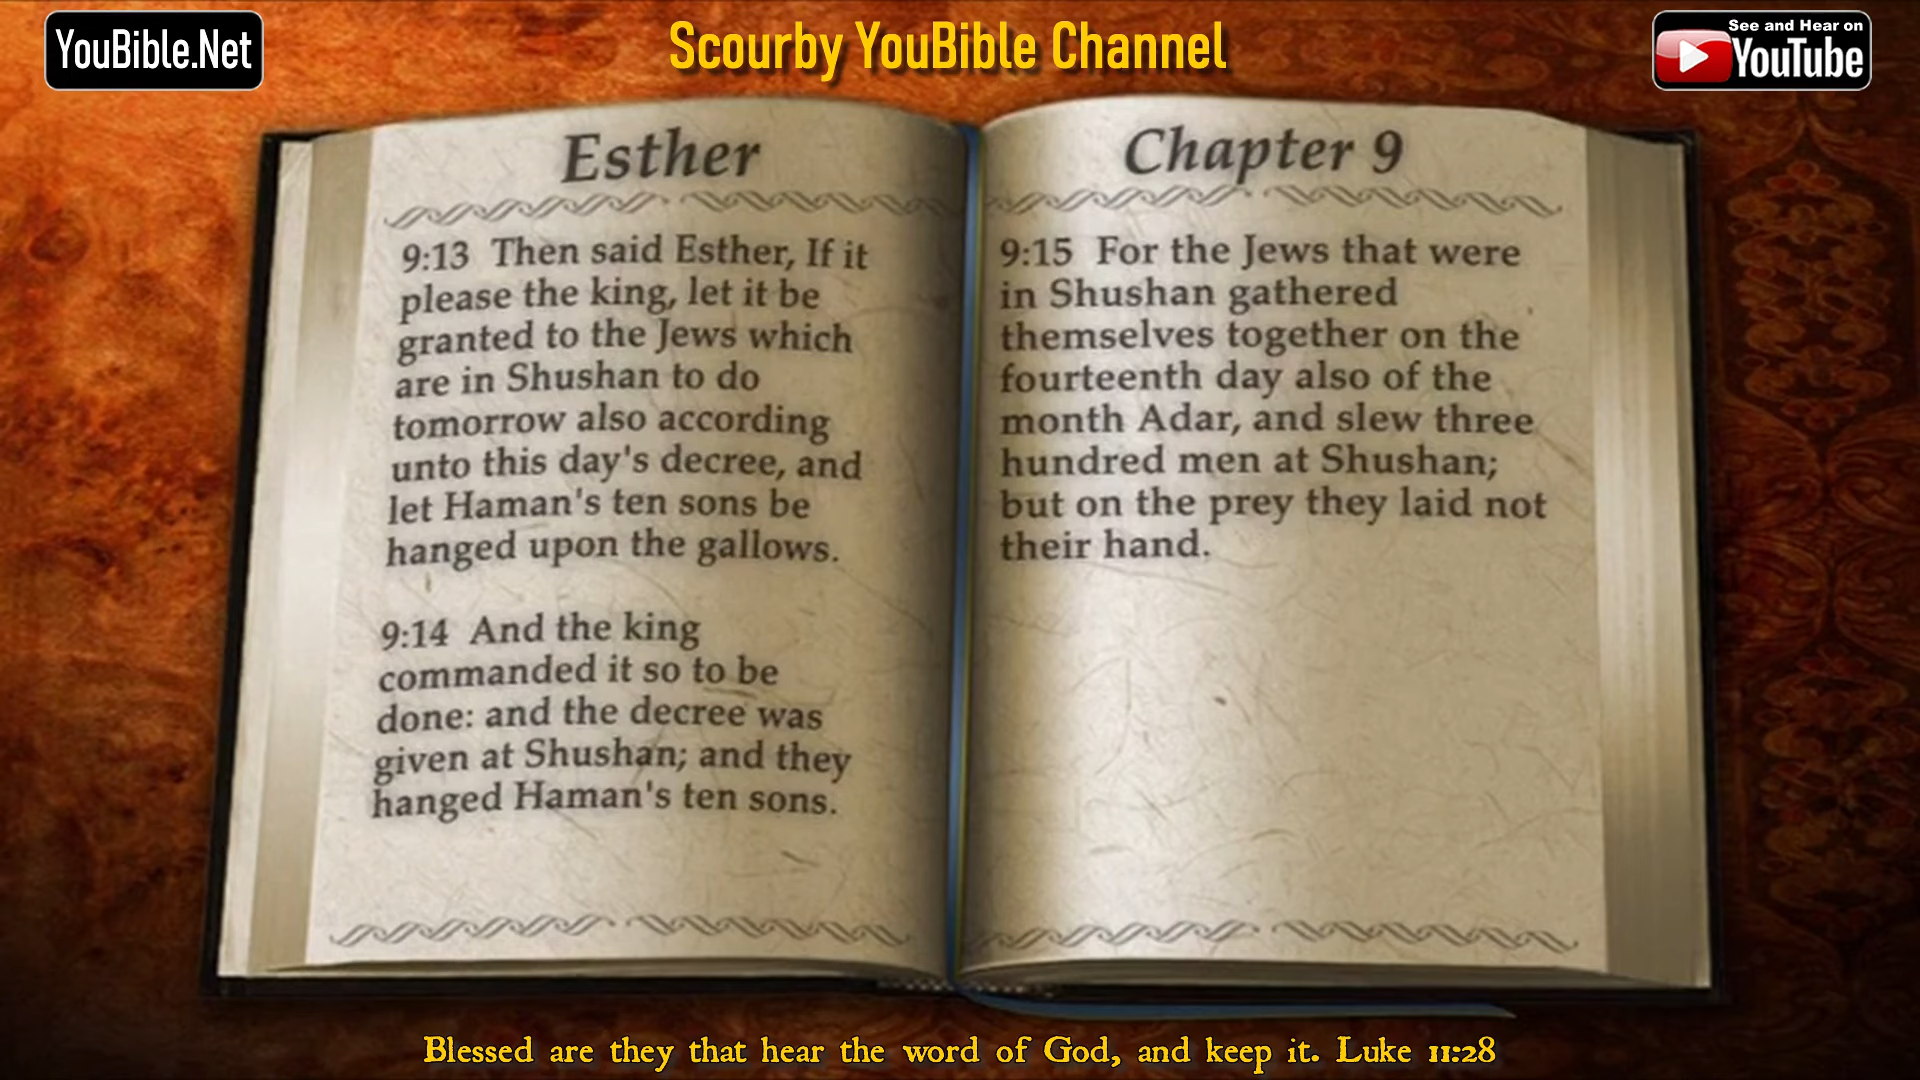 YouBible.Net
Scourby YouBible Channel
See and Hear on
YouTube
Esther
9:13 Then said Esther, If it
please the king, let it be
granted to the Jews which
are in Shushan to do
tomorrow also according
unto this day's decree, and
let Haman's ten sons be
hanged upon the gallows.
9:14 And the king
commanded it so to be
done: and the decree was
given at Shushan; and they
hanged Haman's ten sons.
Chapter 9
9:15 For the Jews that were
in Shushan gathered
themselves together on the
fourteenth day also of the
month Adar, and slew three
hundred men at Shushan;
but on the prey they laid not
their hand.
Blessed are they that hear the word of God, and keep it. Luke 11:28